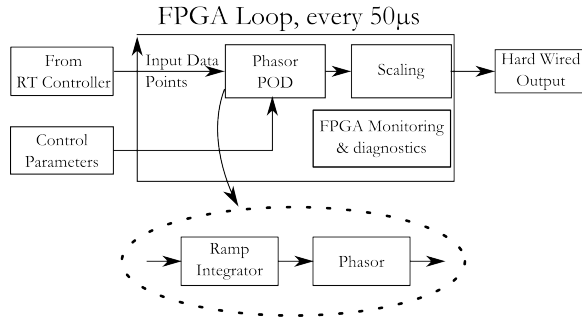 FPGA Loop, every 50µs
From
RT Controller
Input Data
Points
Phasor
POD
Scaling
Hard Wired
Output
Control
Parameters
FPGA Monitoring
& diagnostics
Ramp
Integrator
Phasor